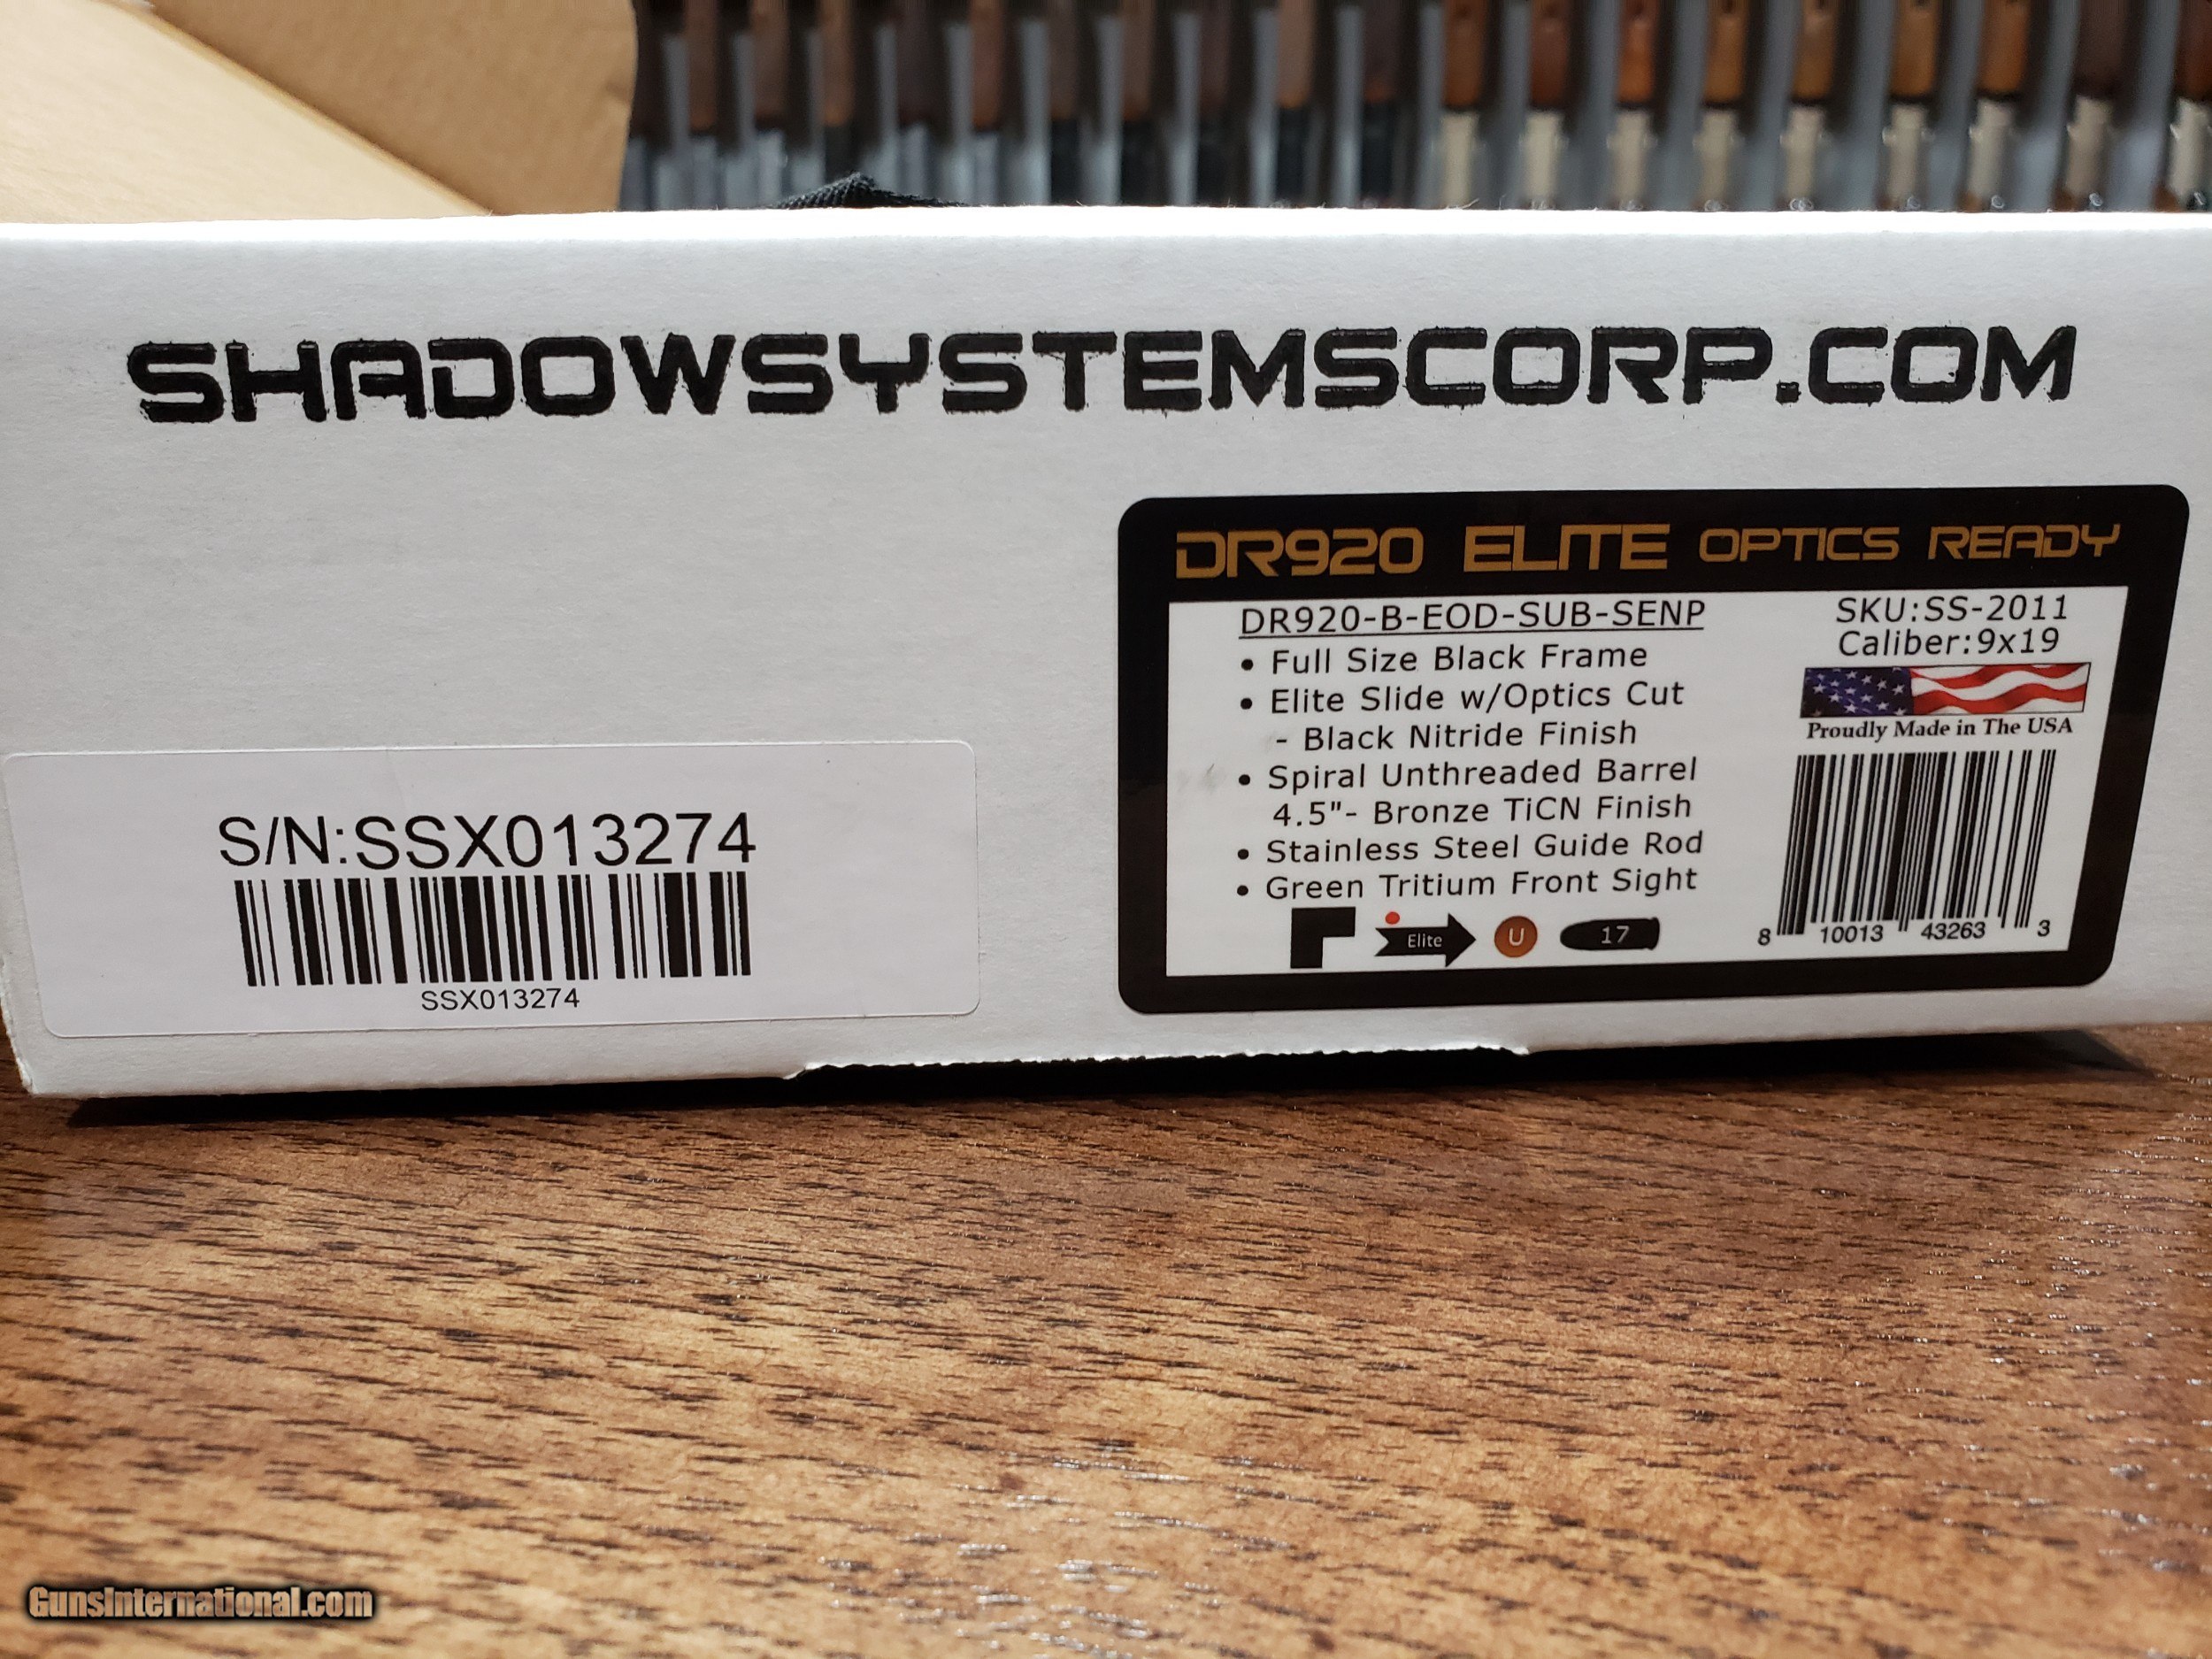 SHADOWSYSTEMSCORP.COM
S/N:SSX013274
SSX013274
DR920 ELITE OPTICS READY
DR920-B-EOD-SUB-SENP
• Full Size Black Frame
• Elite Slide w/Optics Cut
- Black Nitride Finish
• Spiral Unthreaded Barrel
4.5"- Bronze TiCN Finish
• Stainless Steel Guide Rod
• Green Tritium Front Sight
Elite U 17
SKU:SS-2011
Caliber:9x19
Proudly Made in The USA
8 10013 43263 3
GunsInternational.com